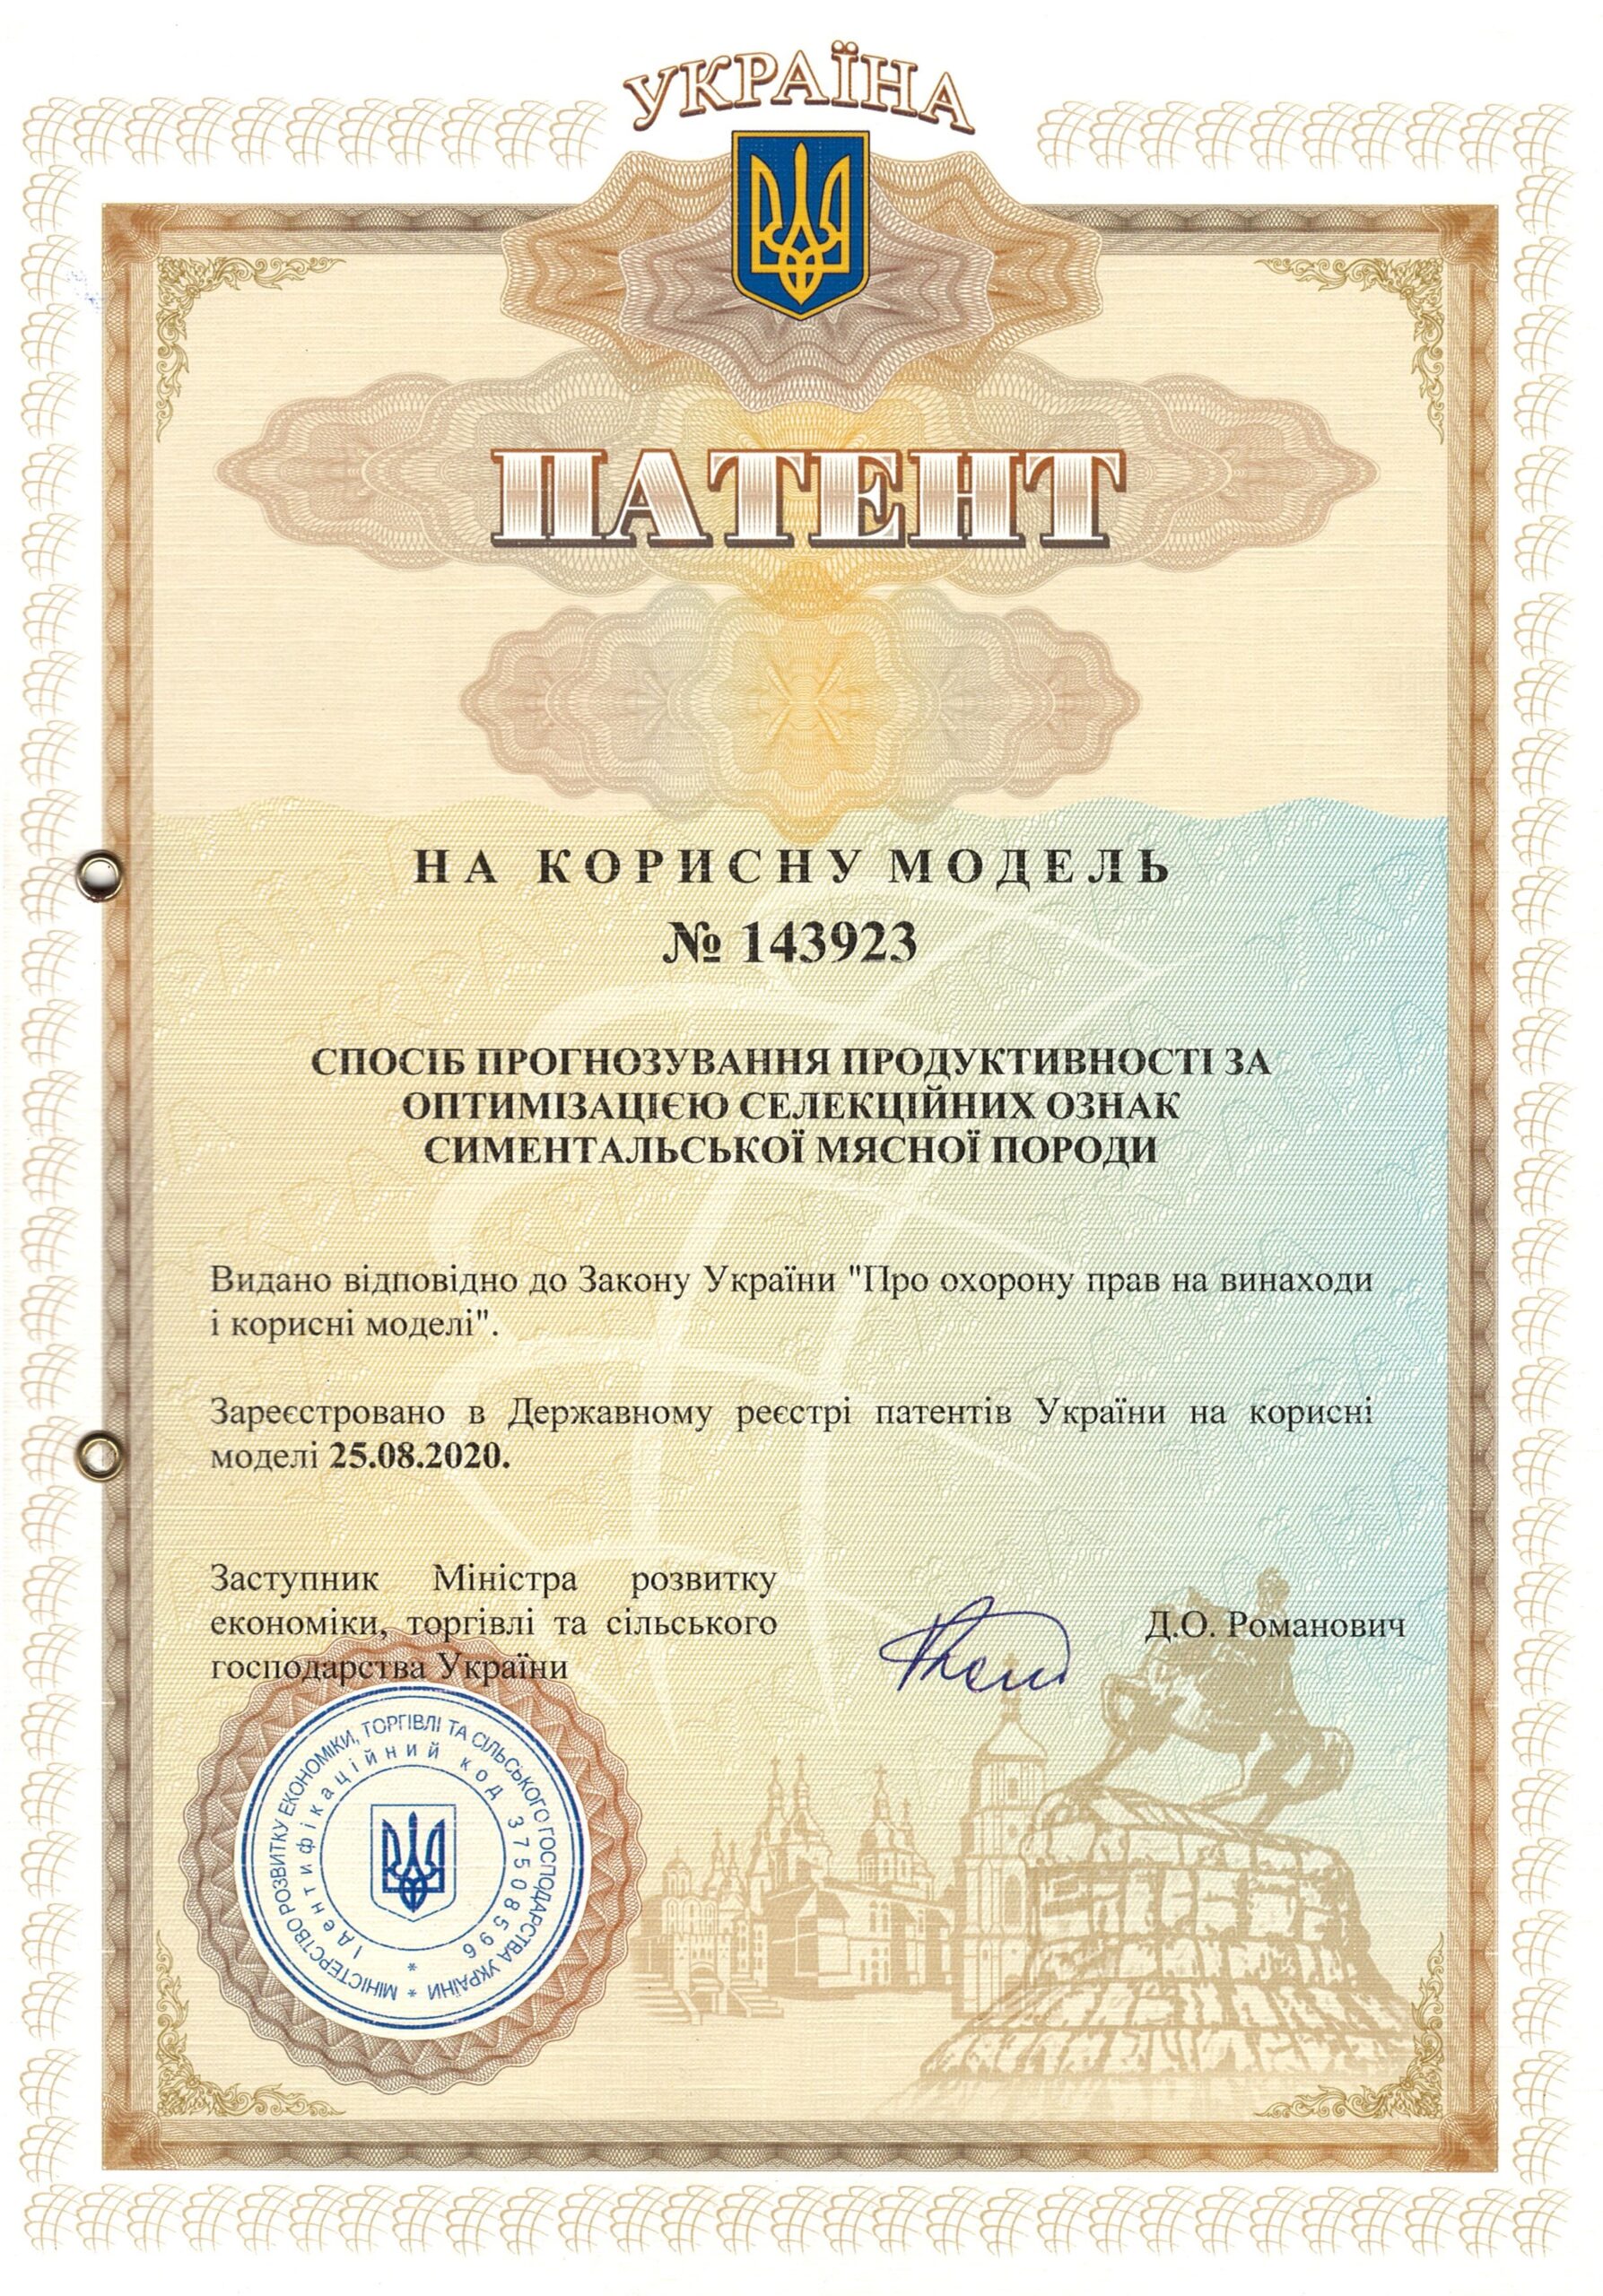 УКРАЇНА
ПАТЕНТ
НА КОРИСНУ МОДЕЛЬ
№ 143923
СПОСІБ ПРОГНОЗУВАННЯ ПРОДУКТИВНОСТІ ЗА
ОПТИМІЗАЦІЄЮ СЕЛЕКЦІЙНИХ ОЗНАК
СИМЕНТАЛЬСЬКОЇ МЯСНОЇ ПОРОДИ
Видано відповідно до Закону України "Про охорону прав на винаходи
і корисні моделі".
Зареєстровано в Державному реєстрі патентів України на корисні
моделі 25.08.2020.
Заступник Міністра розвитку
економіки, торгівлі та сільського
господарства України
Д.О. Романович
МІНІСТЕРСТВО РОЗВИТКУ ЕКОНОМІКИ, ТОРГІВЛІ ТА СІЛЬСЬКОГО ГОСПОДАРСТВА УКРАЇНИ *
Ідентифікаційний код 37508596 *